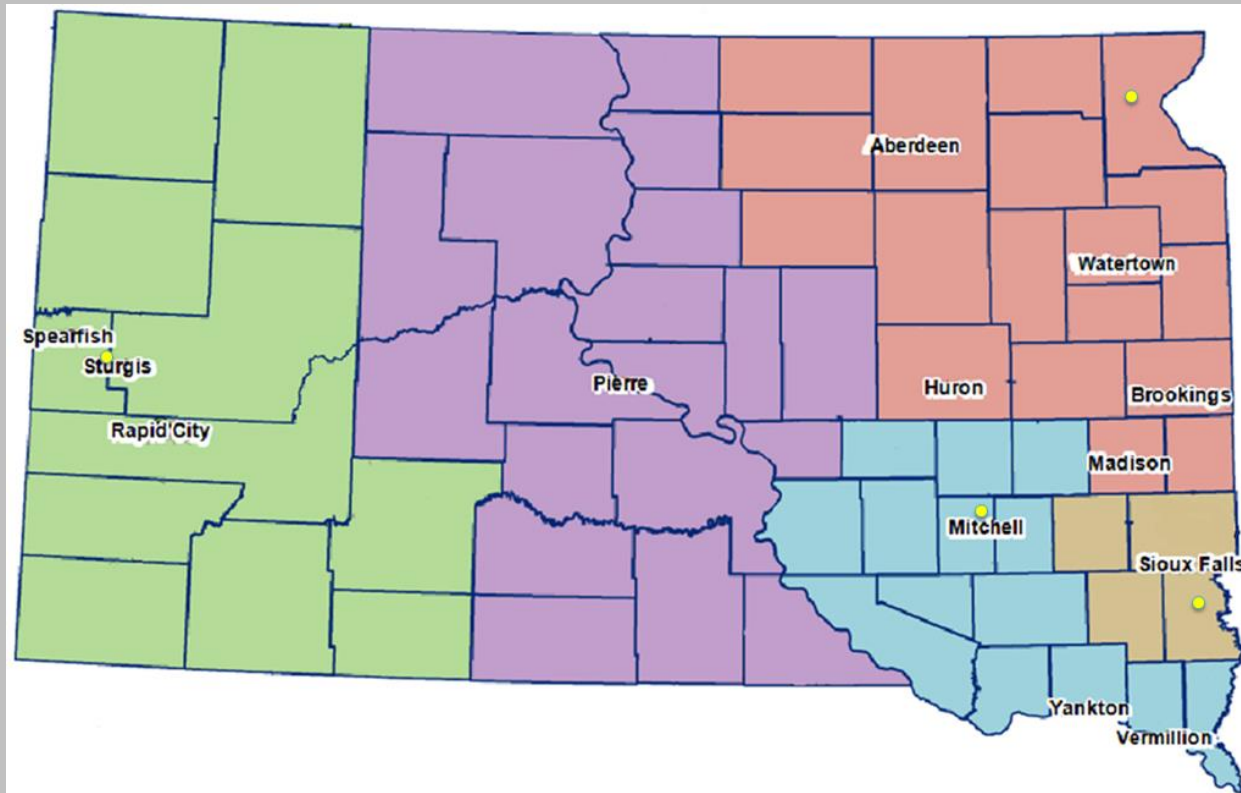 Aberdeen
Watertown
Spearfish
Sturgis
Pierre
Huron
Brookings
Rapid City
Madison
Mitchell
Sioux Falls
Yankton
Vermillion